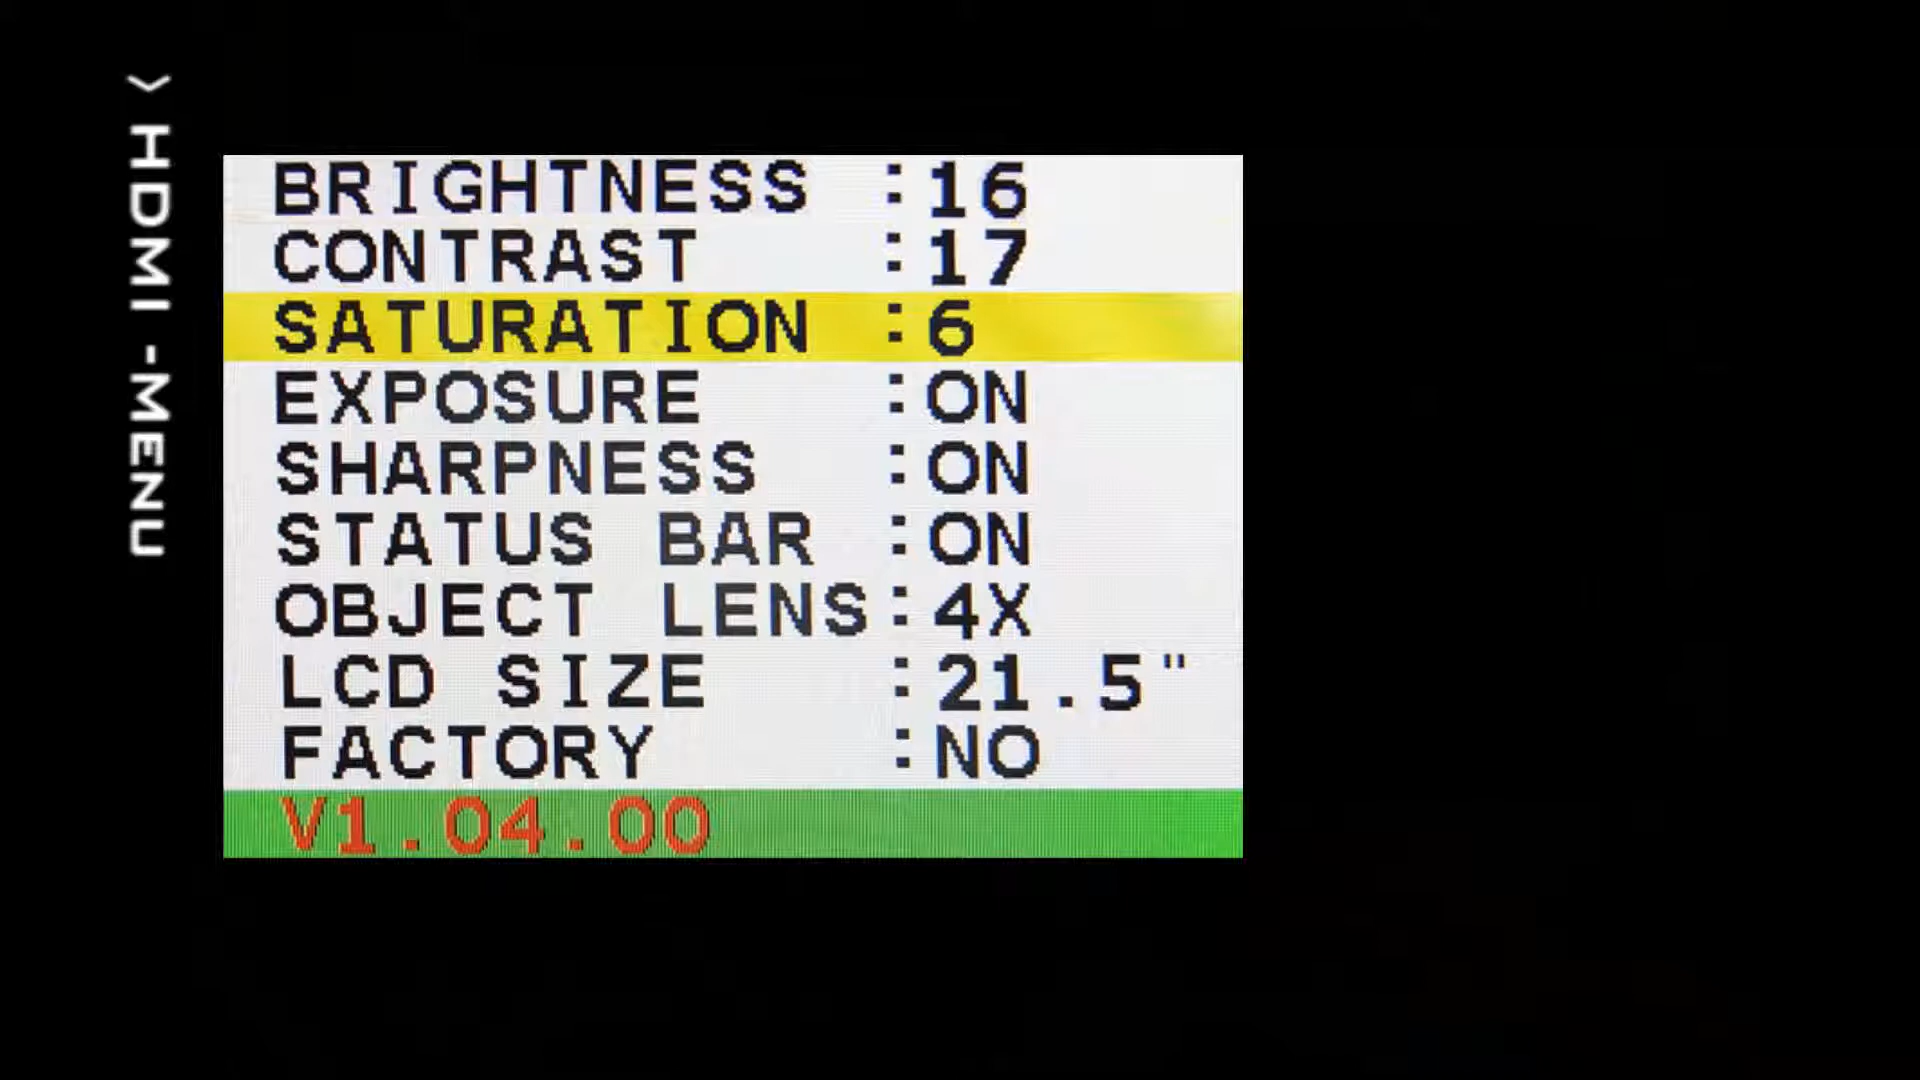 > HDMI -MENU
BRIGHTNESS :16
CONTRAST :17
SATURATION :6
EXPOSURE :ON
SHARPNESS :ON
STATUS BAR :ON
OBJECT LENS:4X
LCD SIZE :21.5"
FACTORY :NO
V1.04.00